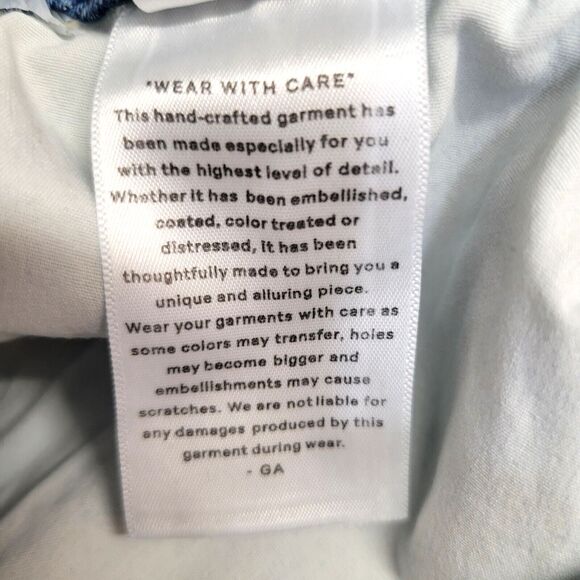 "WEAR WITH CARE"
This hand-crafted garment has
been made especially for you
with the highest level of detail.
Whether it has been embellished,
coated, color treated or
distressed, it has been
thoughtfully made to bring you a
unique and alluring piece.
Wear your garments with care as
some colors may transfer, holes
may become bigger and
embellishments may cause
scratches. We are not liable for
any damages produced by this
garment during wear.
- GA